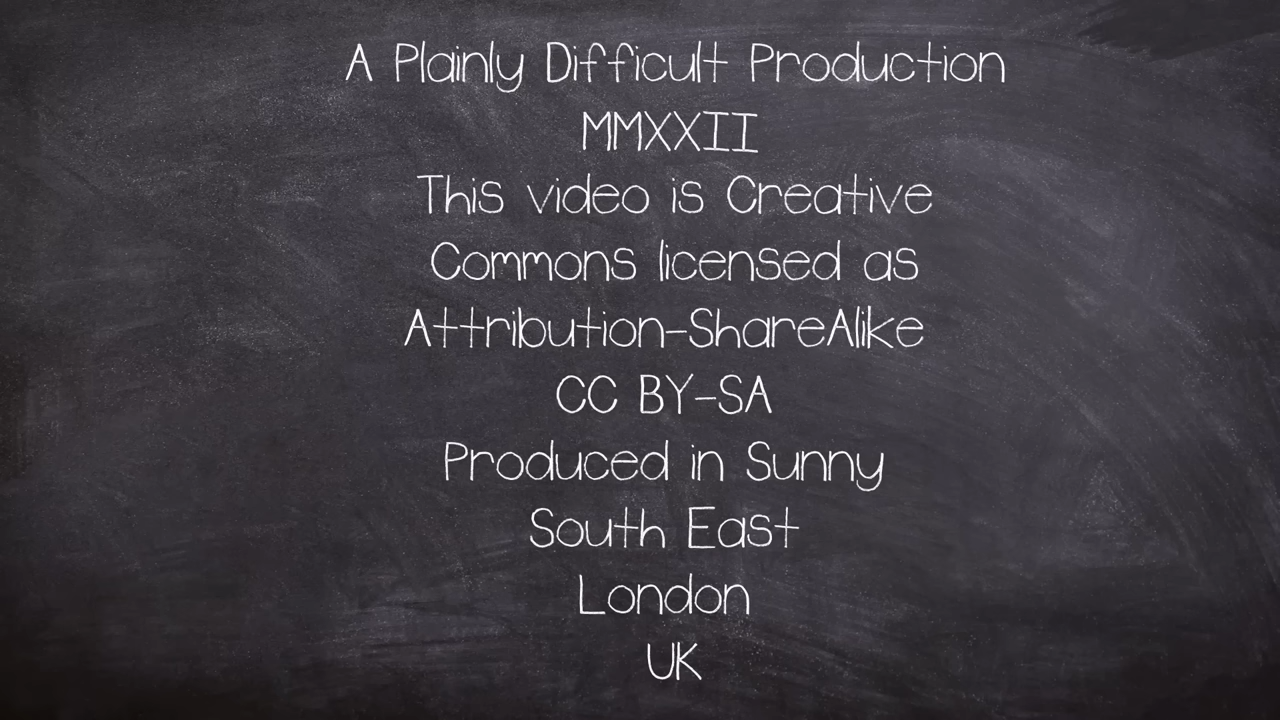 A Plainly Difficult Production
MMXXII
This video is Creative
Commons licensed as
Attribution-ShareAlike
CC BY-SA
Produced in Sunny
South East
London
UK